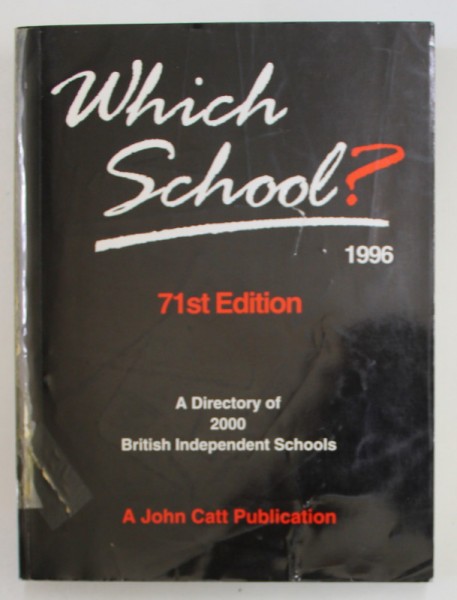 Which
School?
1996
71st Edition
A Directory of
2000
British Independent Schools
A John Catt Publication